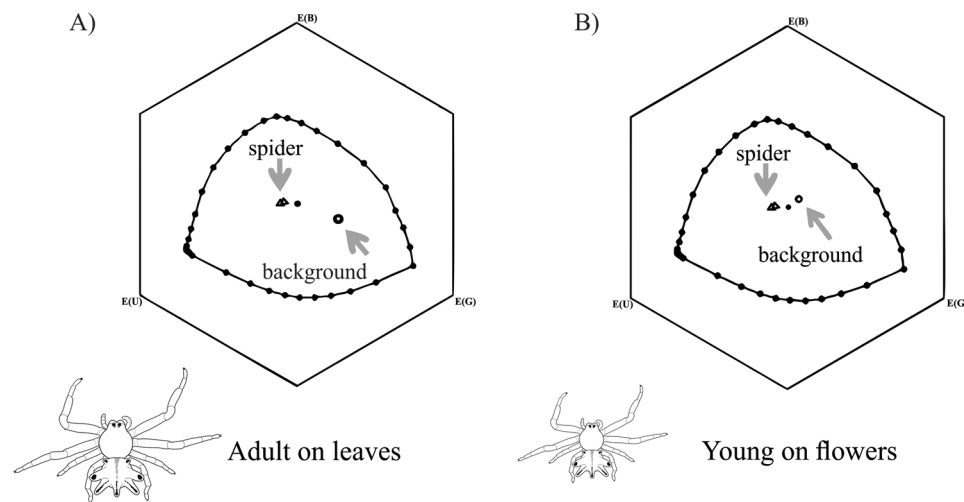 A)
E(B)
spider
background
E(U)
E(G)
Adult on leaves
B)
E(B)
spider
background
E(U)
E(G
Young on flowers